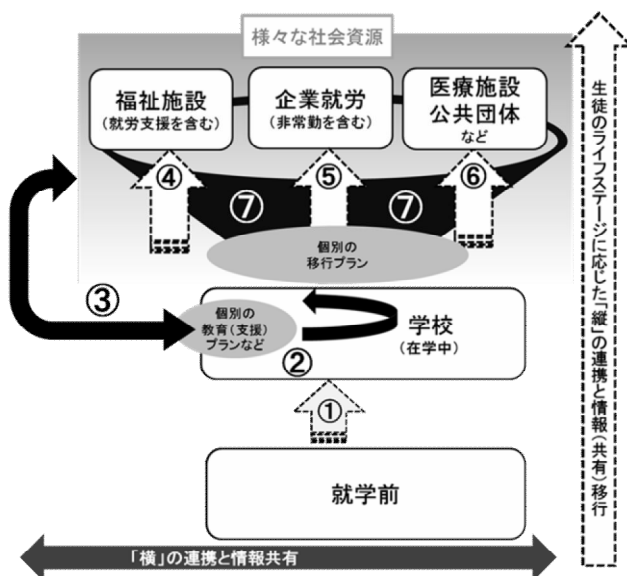 様々な社会資源
福祉施設
(就労支援を含む)
企業就労
(非常勤を含む)
医療施設
公共団体
など
④
⑤
⑥
⑦
⑦
個別の
移行プラン
③
個別の
教育(支援)
プランなど
②
学校
(在学中)
①
就学前
「横」の連携と情報共有
生徒のライフステージに応じた「縦」の連携と情報(共有)移行